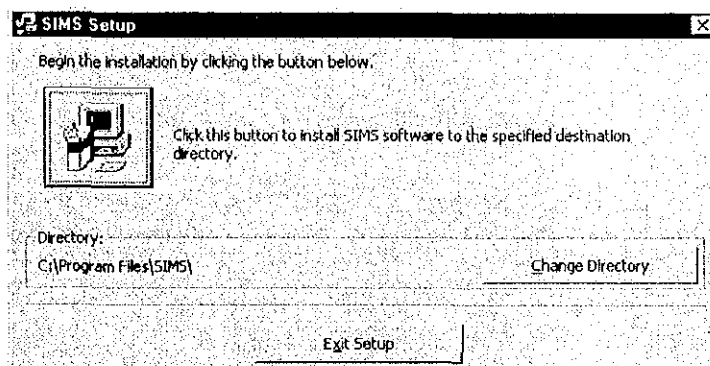 SIMS Setup
Begin the installation by clicking the button below.
Click this button to install SIMS software to the specified destination
directory.
Directory:
C:\Program Files\SIMS\
Change Directory
Exit Setup